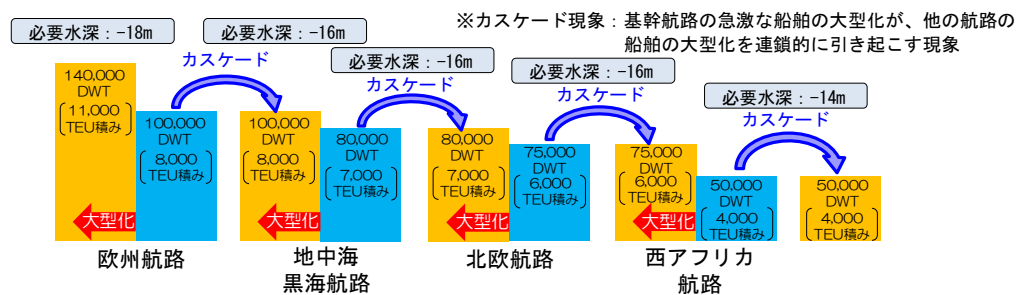 ※カスケード現象：基幹航路の急激な船舶の大型化が、他の航路の
船舶の大型化を連鎖的に引き起こす現象
必要水深：-18m
必要水深：-16m
必要水深：-16m
必要水深：-16m
必要水深：-14m
カスケード
カスケード
カスケード
カスケード
140,000
DWT
11,000
TEU積み
100,000
DWT
8,000
TEU積み
大型化
欧州航路
100,000
DWT
8,000
TEU積み
80,000
DWT
7,000
TEU積み
大型化
地中海
黒海航路
80,000
DWT
7,000
TEU積み
75,000
DWT
6,000
TEU積み
大型化
北欧航路
75,000
DWT
6,000
TEU積み
50,000
DWT
4,000
TEU積み
大型化
西アフリカ
航路
50,000
DWT
4,000
TEU積み